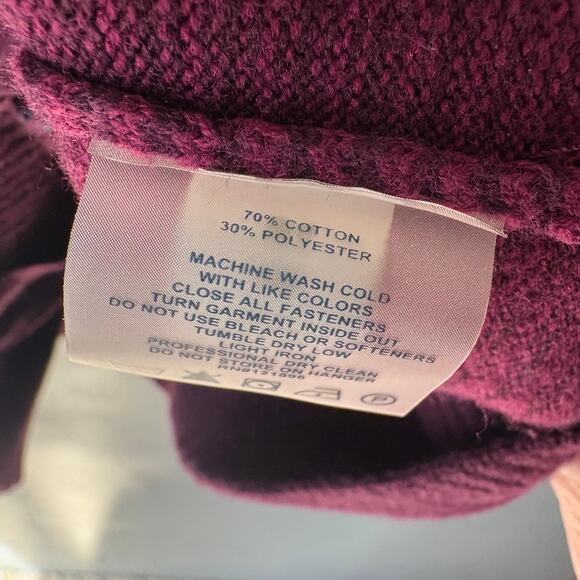 70% COTTON
30% POLYESTER
MACHINE WASH COLD
WITH LIKE COLORS
CLOSE ALL FASTENERS
TURN GARMENT INSIDE OUT
DO NOT USE BLEACH OR SOFTENERS
TUMBLE DRY LOW
LIGHT IRON
PROFESSIONAL DRY CLEAN
DO NOT STORE ON HANGER
P